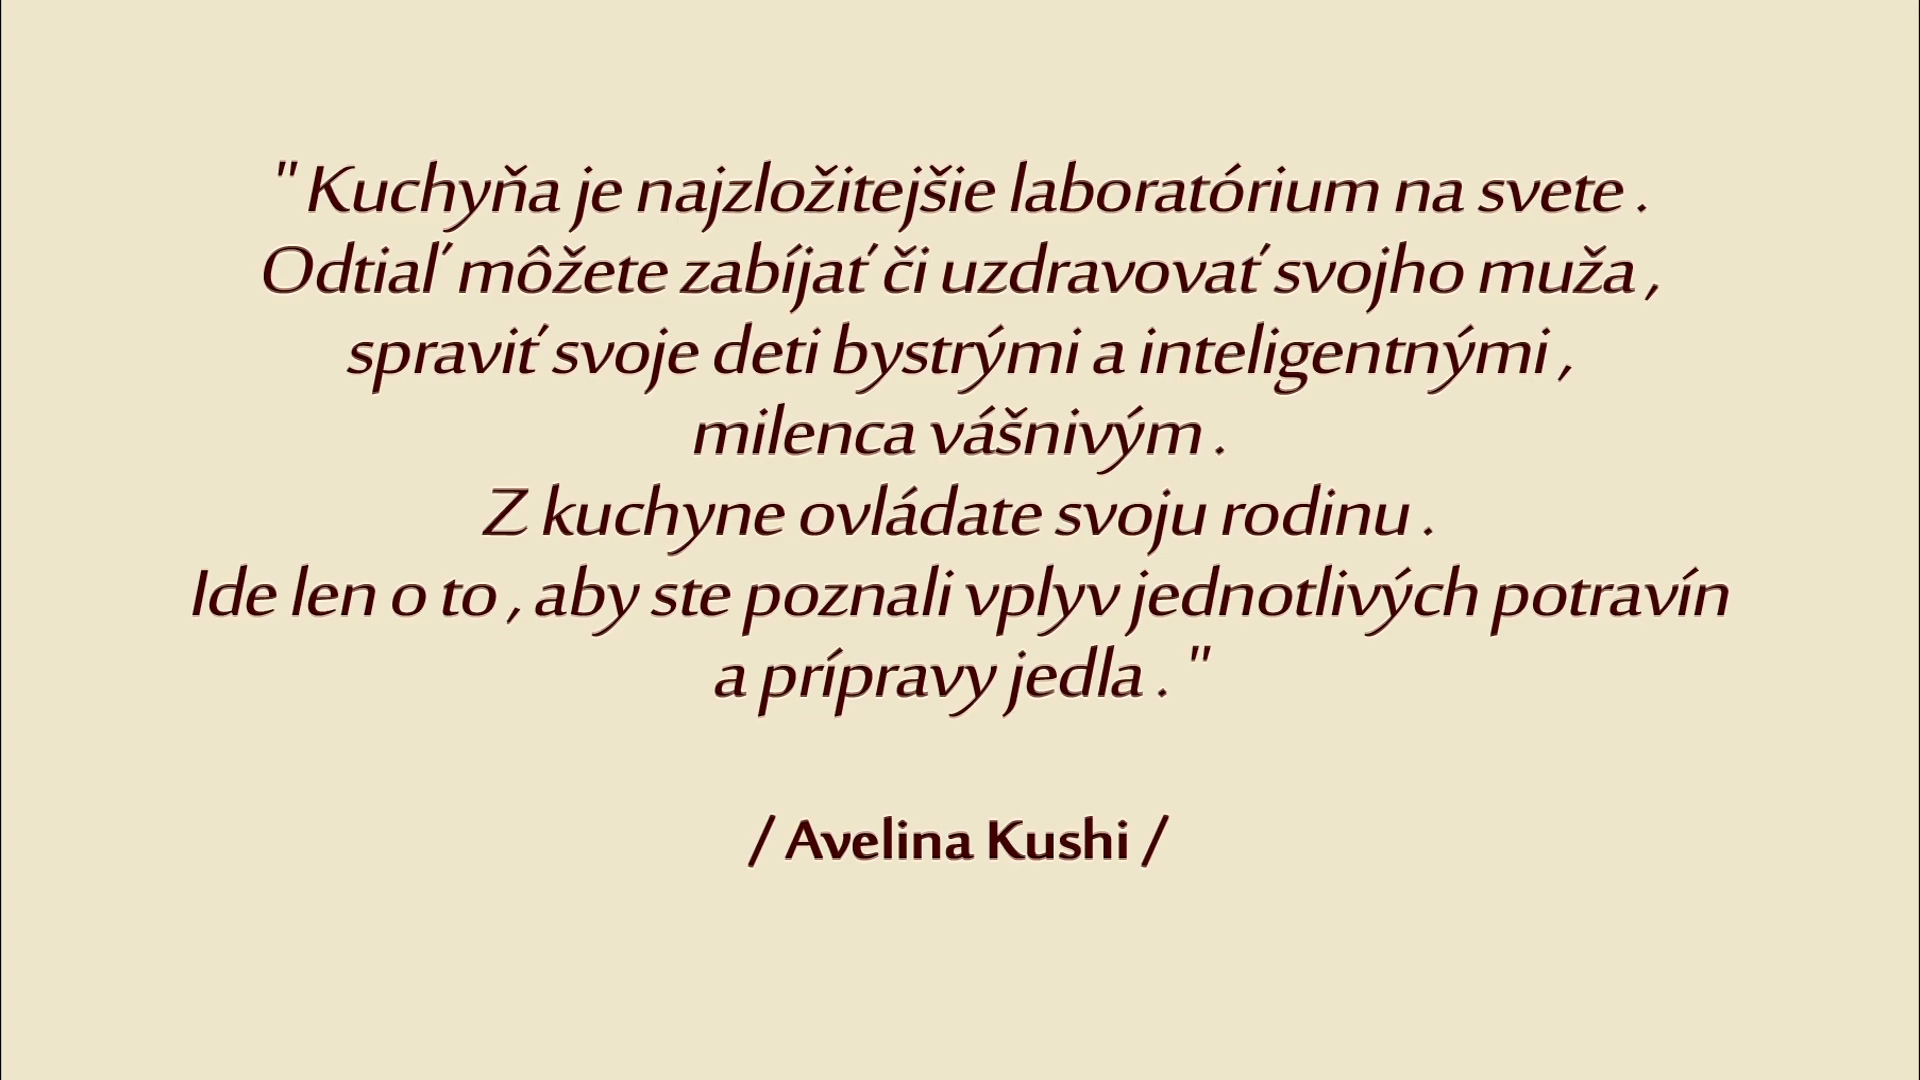 " Kuchyňa je najzložitejšie laboratórium na svete .
Odtiaľ môžete zabíjať či uzdravovať svojho muža ,
spraviť svoje deti bystrými a inteligentnými ,
milenca vášnivým .
Z kuchyne ovládate svoju rodinu .
Ide len o to , aby ste poznali vplyv jednotlivých potravín
a prípravy jedla . "
/ Avelina Kushi /